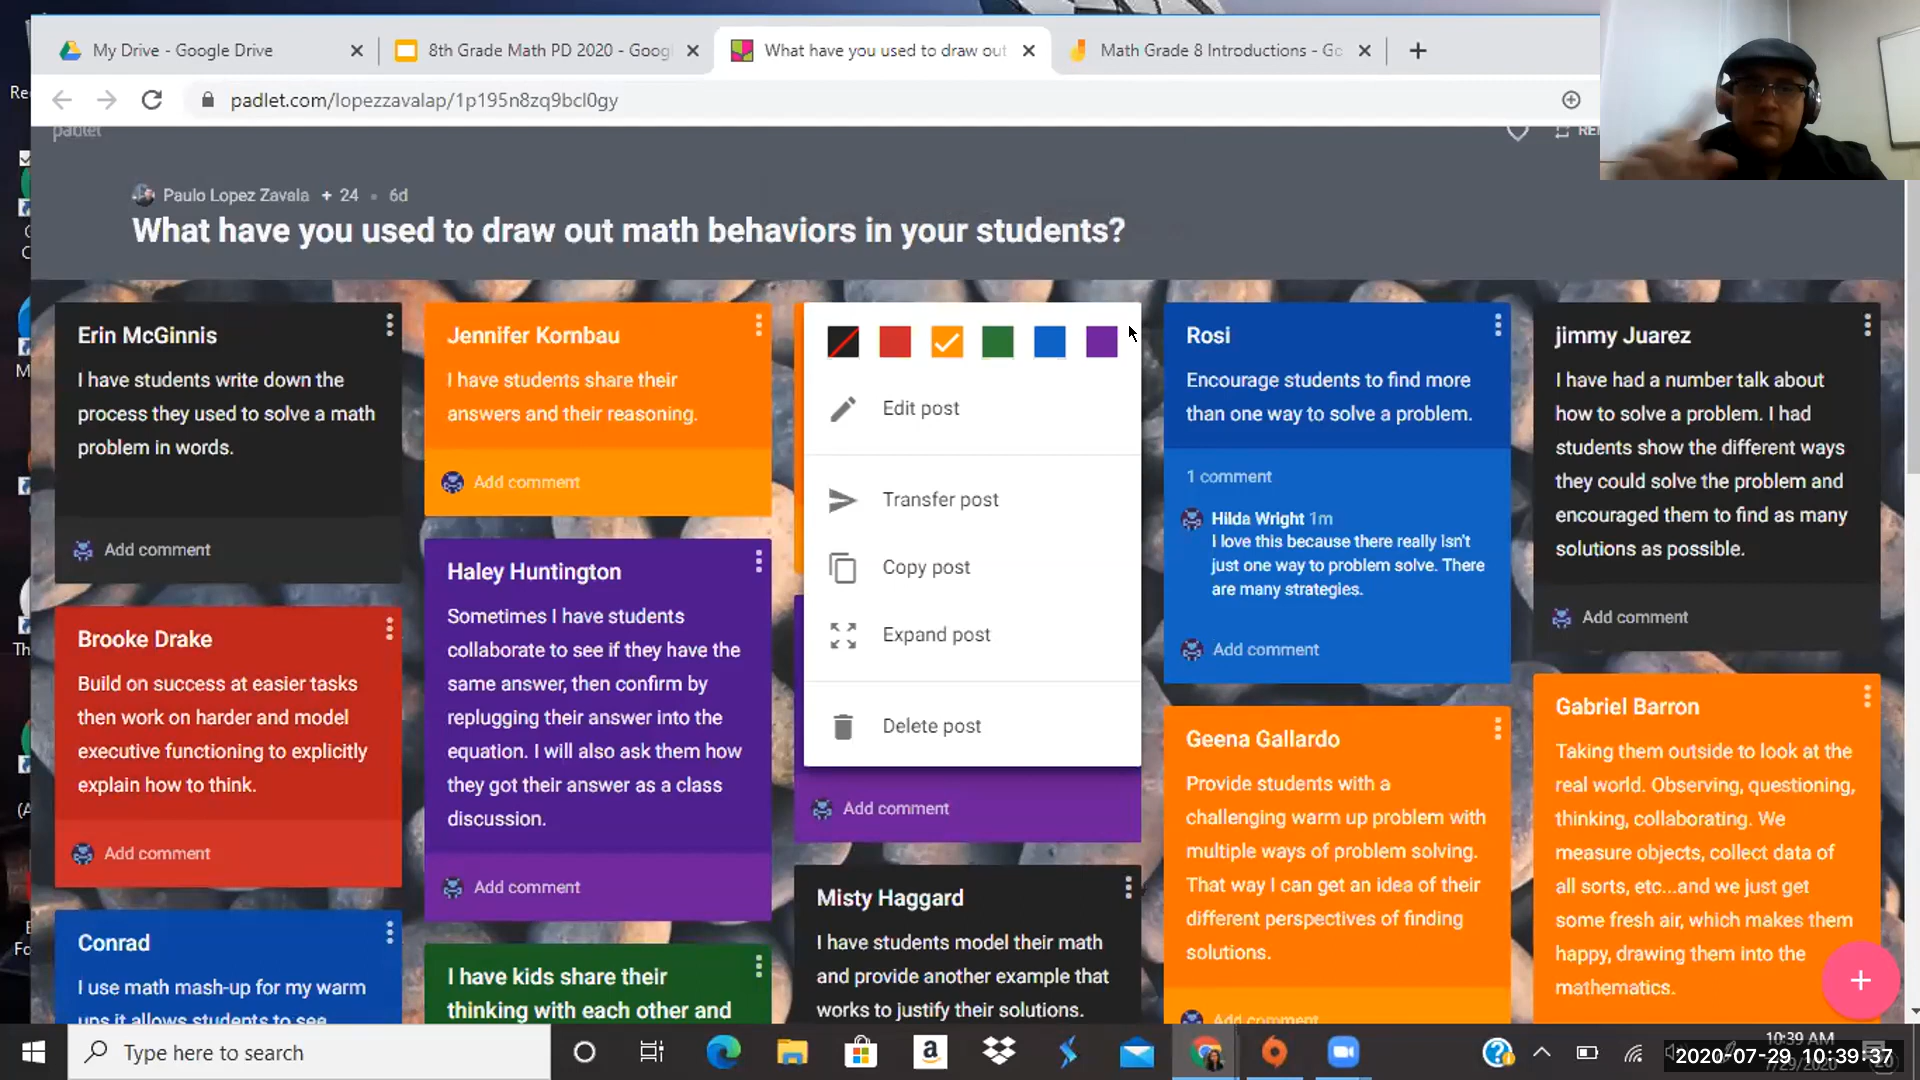 My Drive - Google Drive
8th Grade Math PD 2020 - Goog
What have you used to draw out
Math Grade 8 Introductions - Go
padlet.com/lopezzavalap/1p195n8zq9bcl0gy
padlet
Paulo Lopez Zavala + 24 • 6d
What have you used to draw out math behaviors in your students?
Erin McGinnis
I have students write down the
process they used to solve a math
problem in words.
Add comment
Brooke Drake
Build on success at easier tasks
then work on harder and model
executive functioning to explicitly
explain how to think.
Add comment
Conrad
I use math mash-up for my warm
ups it allows students to see
Jennifer Kornbau
I have students share their
answers and their reasoning.
Add comment
Haley Huntington
Sometimes I have students
collaborate to see if they have the
same answer, then confirm by
replugging their answer into the
equation. I will also ask them how
they got their answer as a class
discussion.
Add comment
I have kids share their
thinking with each other and
Edit post
Transfer post
Copy post
Expand post
Delete post
Add comment
Misty Haggard
I have students model their math
and provide another example that
works to justify their solutions.
Rosi
Encourage students to find more
than one way to solve a problem.
1 comment
Hilda Wright 1m
I love this because there really isn't
just one way to problem solve. There
are many strategies.
Add comment
Geena Gallardo
Provide students with a
challenging warm up problem with
multiple ways of problem solving.
That way I can get an idea of their
different perspectives of finding
solutions.
Add comment
jimmy Juarez
I have had a number talk about
how to solve a problem. I had
students show the different ways
they could solve the problem and
encouraged them to find as many
solutions as possible.
Add comment
Gabriel Barron
Taking them outside to look at the
real world. Observing, questioning,
thinking, collaborating. We
measure objects, collect data of
all sorts, etc...and we just get
some fresh air, which makes them
happy, drawing them into the
mathematics.
Type here to search
10:39 AM
7/29/2020
2020-07-29 10:39:37